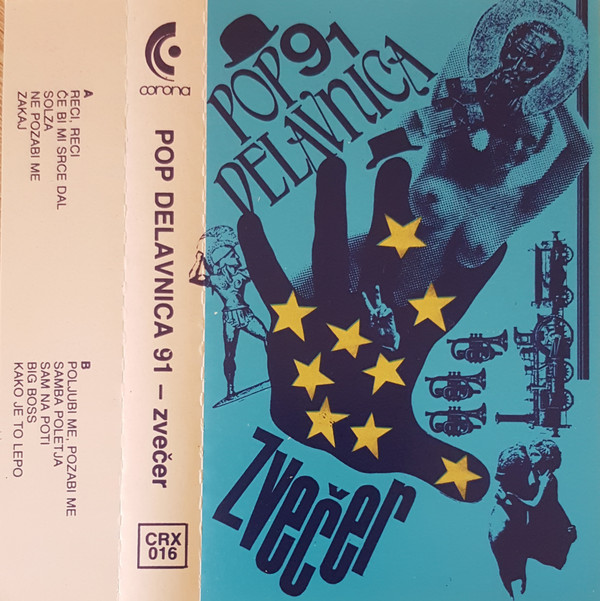 A
RECI, RECI
ČE BI MI SRCE DAL
SOLZA
NE POZABI ME
ZAKAJ
B
POLJUBI ME, POZABI ME
SAMBA POLETJA
SAM NA POTI
BIG BOSS
KAKO JE TO LEPO
corona
POP DELAVNICA 91 – zvečer
CRX
016
POP 91
DELAVNICA
zvečer